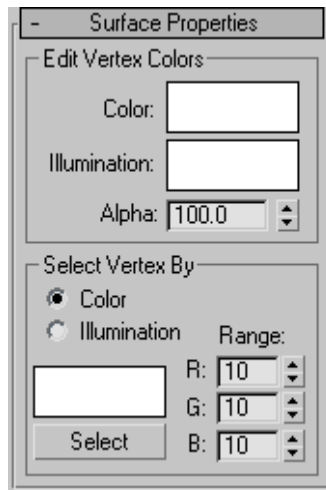 - Surface Properties
Edit Vertex Colors
Color:
Illumination:
Alpha: 100.0
Select Vertex By
Color
Illumination Range:
R: 10
G: 10
Select B: 10